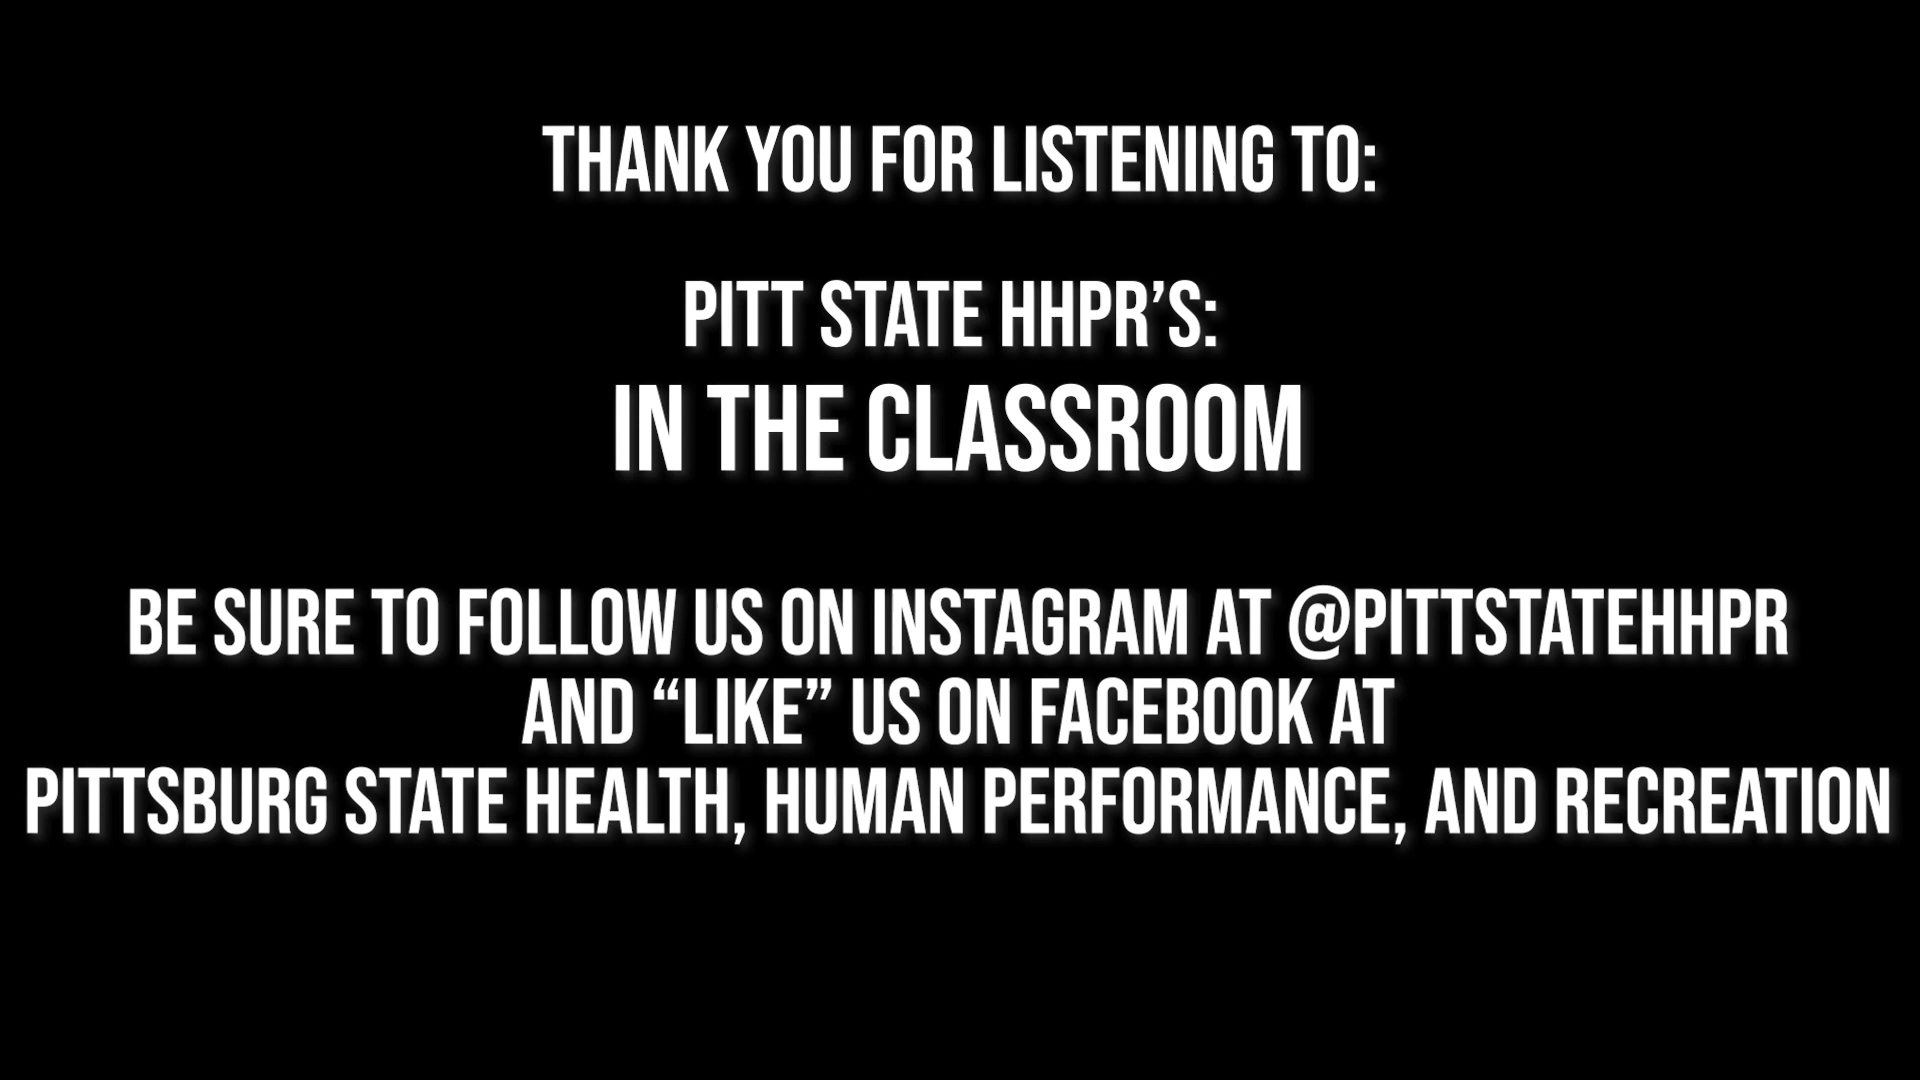 THANK YOU FOR LISTENING TO:
PITT STATE HHPR’S:
IN THE CLASSROOM
BE SURE TO FOLLOW US ON INSTAGRAM AT @PITTSTATEHHPR
AND “LIKE” US ON FACEBOOK AT
PITTSBURG STATE HEALTH, HUMAN PERFORMANCE, AND RECREATION